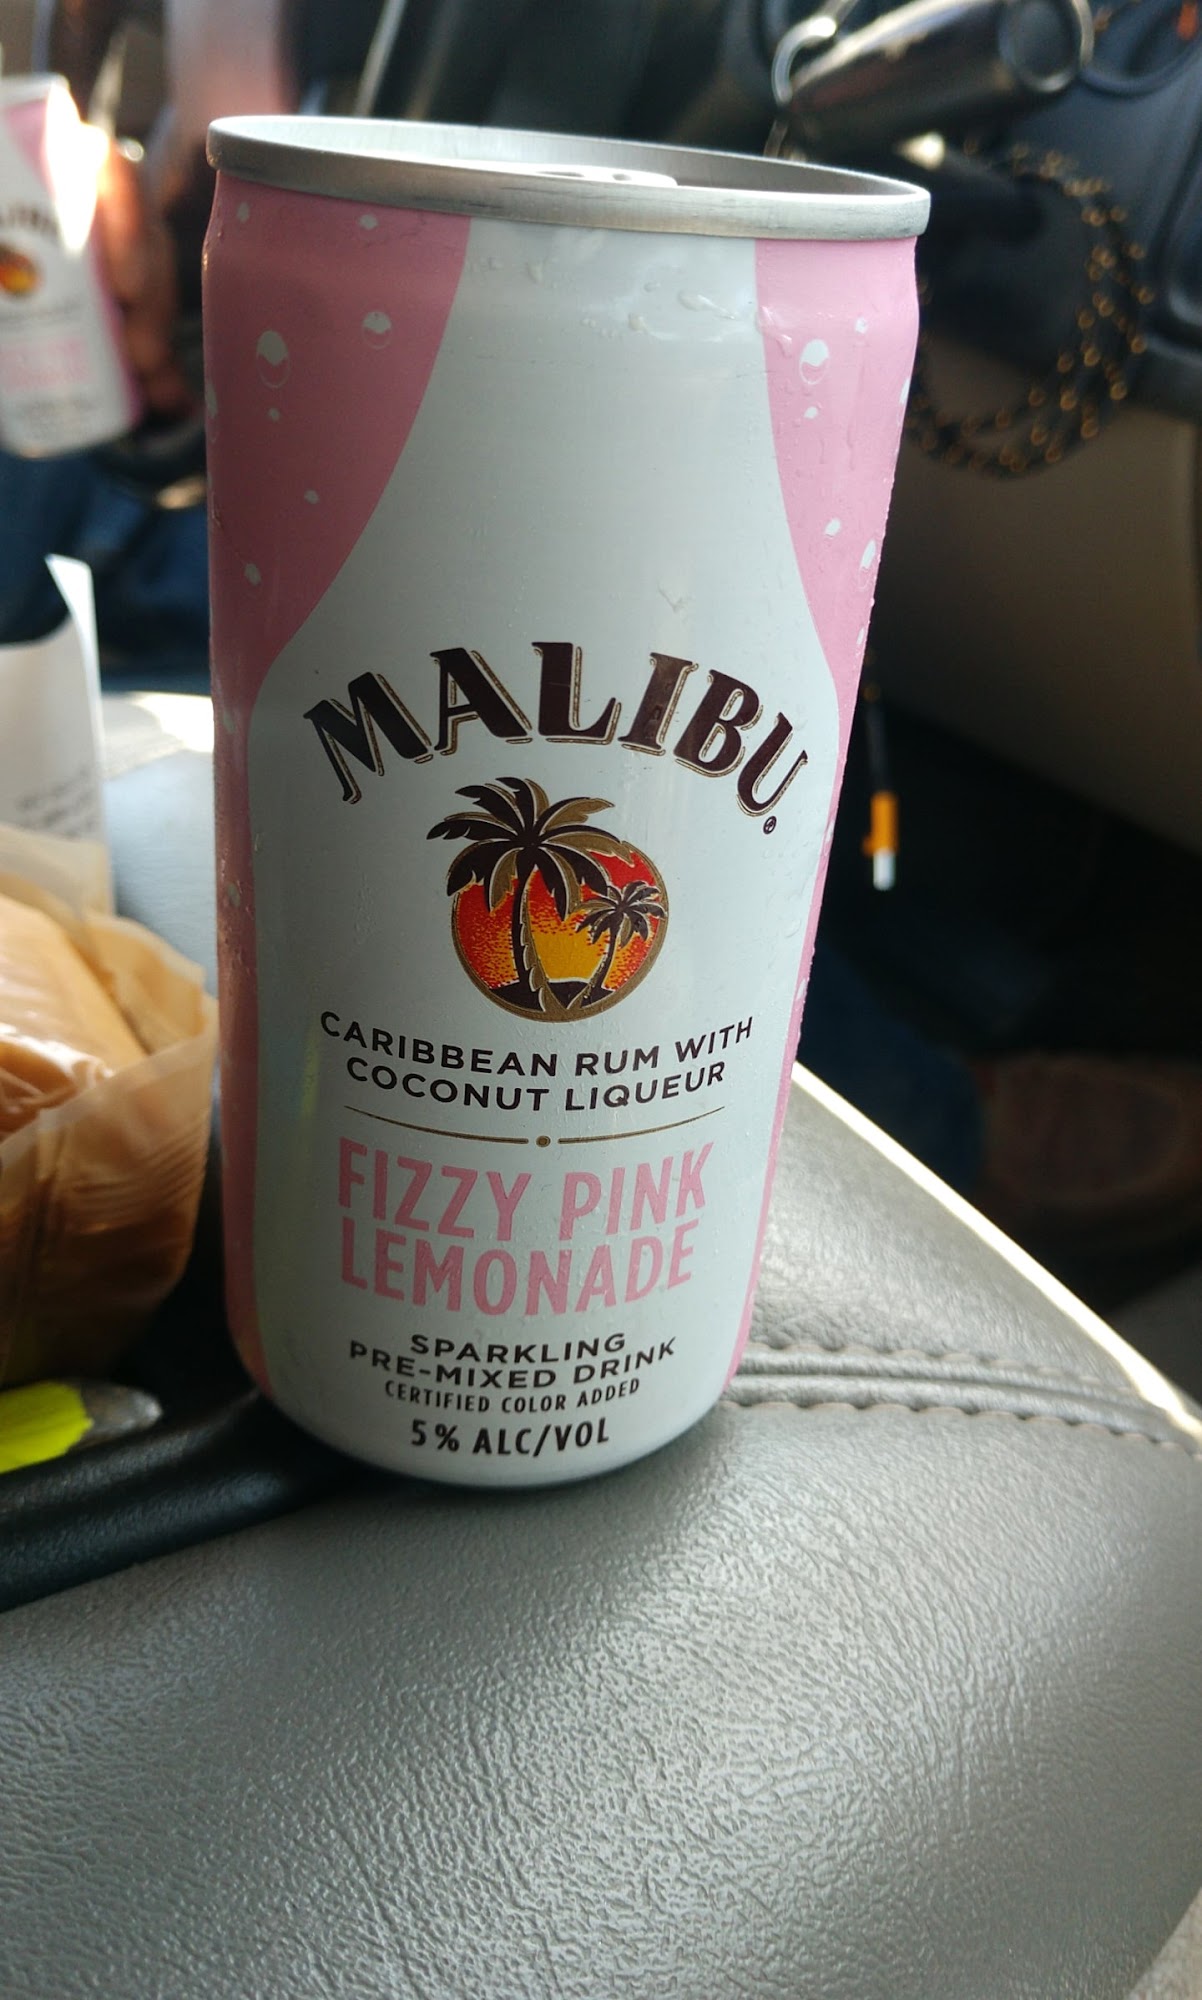 MALIBU®
CARIBBEAN RUM WITH
COCONUT LIQUEUR
FIZZY PINK
LEMONADE
SPARKLING
PRE-MIXED DRINK
CERTIFIED COLOR ADDED
5% ALC/VOL